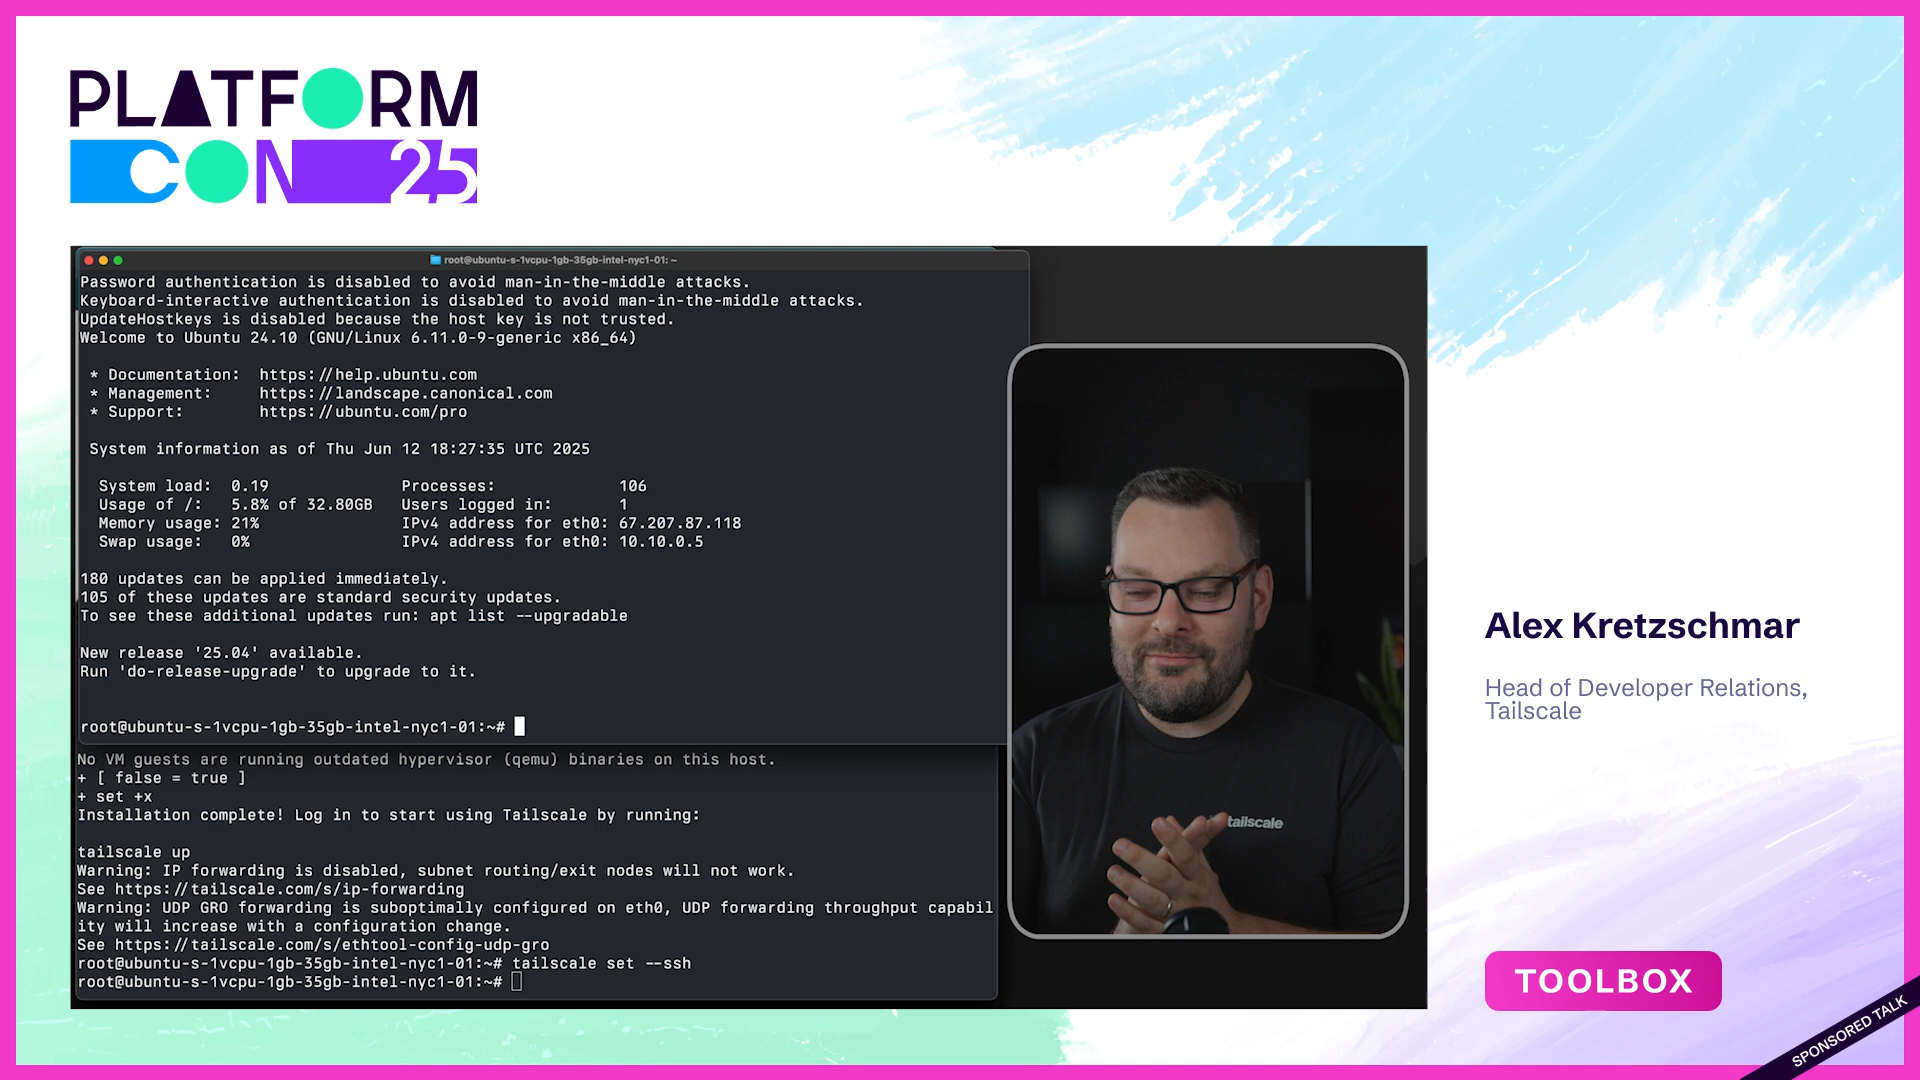 PLATFORM
CON 25
root@ubuntu-s-1vcpu-1gb-35gb-intel-nyc1-01: ~
Password authentication is disabled to avoid man-in-the-middle attacks.
Keyboard-interactive authentication is disabled to avoid man-in-the-middle attacks.
UpdateHostkeys is disabled because the host key is not trusted.
Welcome to Ubuntu 24.10 (GNU/Linux 6.11.0-9-generic x86_64)
* Documentation: https://help.ubuntu.com
* Management: https://landscape.canonical.com
* Support: https://ubuntu.com/pro
System information as of Thu Jun 12 18:27:35 UTC 2025
System load: 0.19 Processes: 106
Usage of /: 5.8% of 32.80GB Users logged in: 1
Memory usage: 21% IPv4 address for eth0: 67.207.87.118
Swap usage: 0% IPv4 address for eth0: 10.10.0.5
180 updates can be applied immediately.
105 of these updates are standard security updates.
To see these additional updates run: apt list --upgradable
New release '25.04' available.
Run 'do-release-upgrade' to upgrade to it.
root@ubuntu-s-1vcpu-1gb-35gb-intel-nyc1-01:~#
No VM guests are running outdated hypervisor (qemu) binaries on this host.
+ [ false = true ]
+ set +x
Installation complete! Log in to start using Tailscale by running:
tailscale up
Warning: IP forwarding is disabled, subnet routing/exit nodes will not work.
See https://tailscale.com/s/ip-forwarding
Warning: UDP GRO forwarding is suboptimally configured on eth0, UDP forwarding throughput capabil
ity will increase with a configuration change.
See https://tailscale.com/s/ethtool-config-udp-gro
root@ubuntu-s-1vcpu-1gb-35gb-intel-nyc1-01:~# tailscale set --ssh
root@ubuntu-s-1vcpu-1gb-35gb-intel-nyc1-01:~#
tailscale
Alex Kretzschmar
Head of Developer Relations,
Tailscale
TOOLBOX
SPONSORED TALK